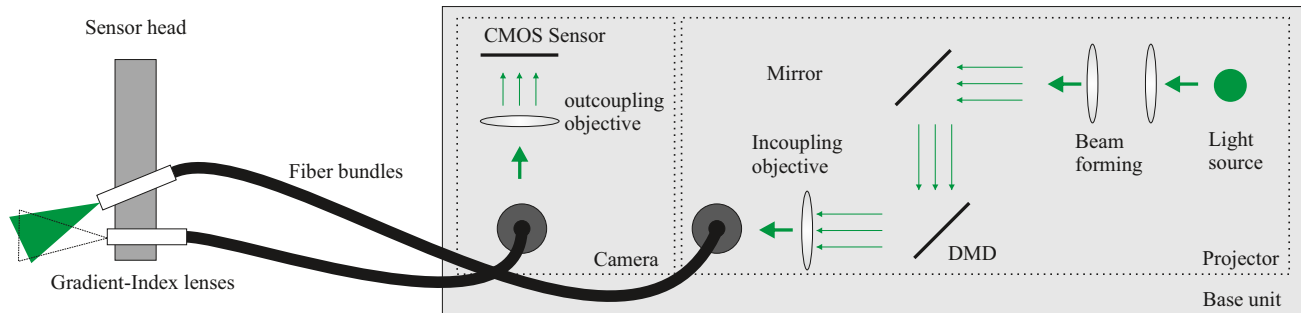 Sensor head
CMOS Sensor
outcoupling
objective
Mirror
Incoupling
objective
Beam
forming
Light
source
Fiber bundles
Gradient-Index lenses
Camera
DMD
Projector
Base unit